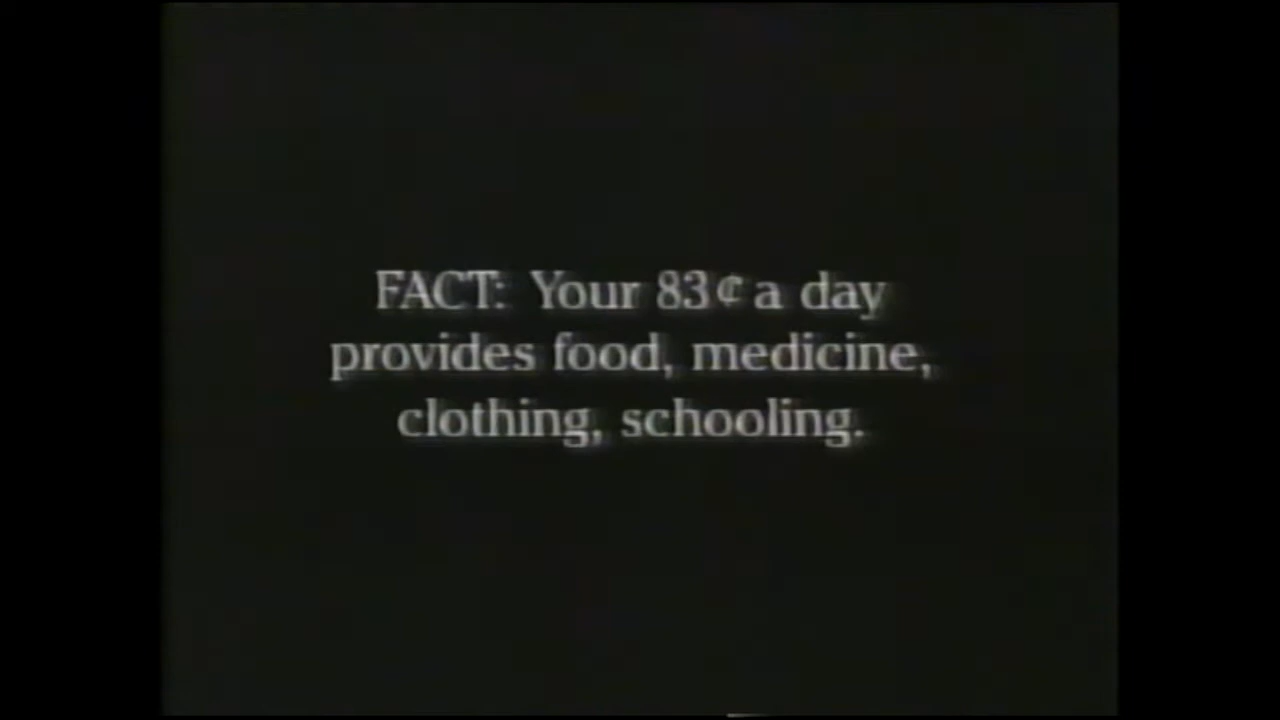 FACT: Your 83¢ a day
provides food, medicine,
clothing, schooling.